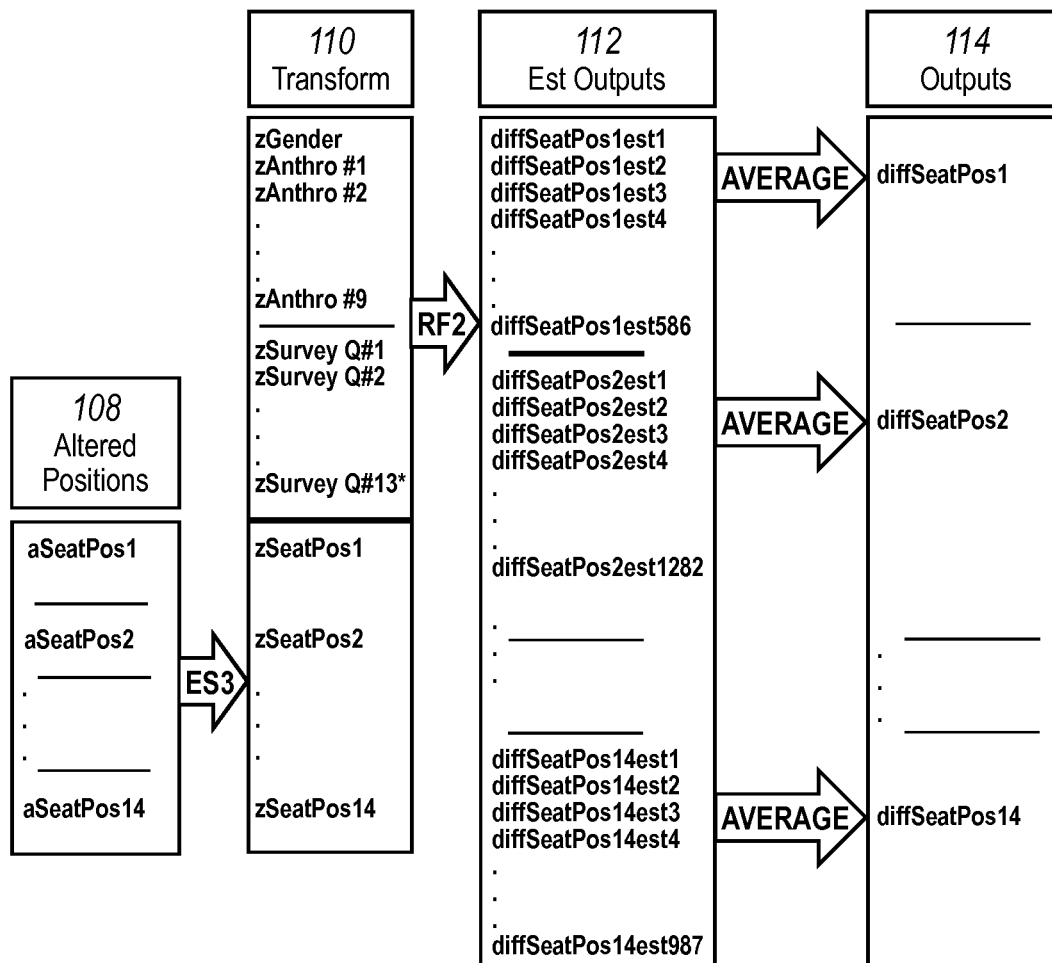 110
Transform
112
Est Outputs
114
Outputs
zGender
zAnthro #1
zAnthro #2
.
.
.
zAnthro #9
zSurvey Q#1
zSurvey Q#2
.
.
.
zSurvey Q#13*
108
Altered
Positions
aSeatPos1
aSeatPos2
.
.
.
aSeatPos14
ES3
zSeatPos1
zSeatPos2
.
.
.
zSeatPos14
RF2
diffSeatPos1est1
diffSeatPos1est2
diffSeatPos1est3
diffSeatPos1est4
.
.
.
diffSeatPos1est586
diffSeatPos2est1
diffSeatPos2est2
diffSeatPos2est3
diffSeatPos2est4
.
.
.
diffSeatPos2est1282
.
.
.
diffSeatPos14est1
diffSeatPos14est2
diffSeatPos14est3
diffSeatPos14est4
.
.
.
diffSeatPos14est987
AVERAGE
diffSeatPos1
AVERAGE
diffSeatPos2
.
.
.
AVERAGE
diffSeatPos14